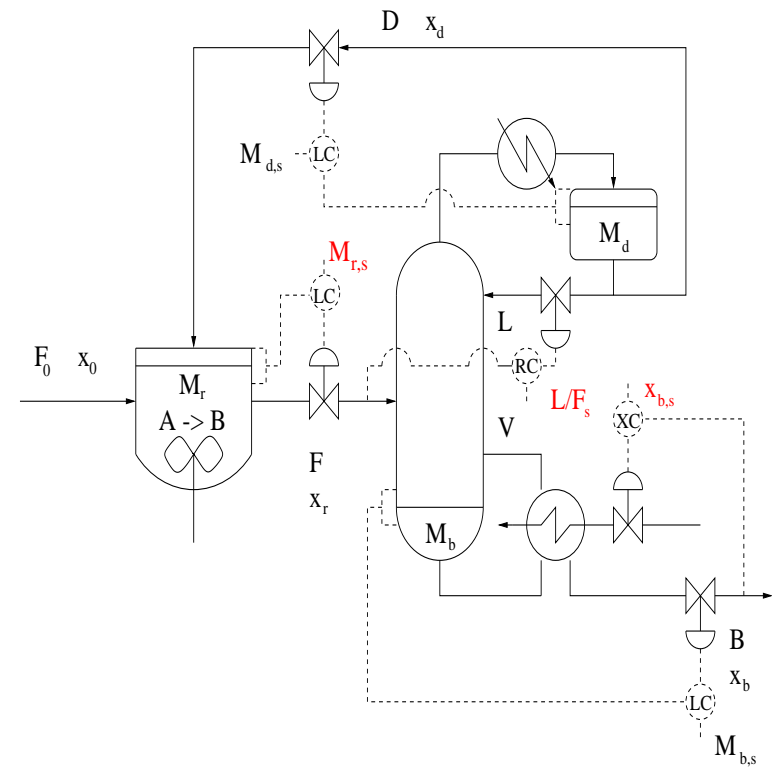 D x_d
LC
M_d,s
M_d
M_r,s
LC
L
F_0 x_0
M_r
RC
A -> B
L/F_s
x_b,s
V
XC
F
x_r
M_b
B
x_b
LC
M_b,s